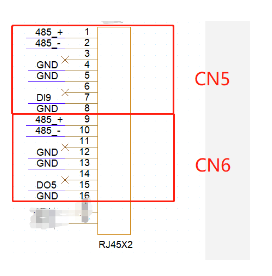 485_+ 1
485_- 2
3
GND 4
GND 5
6
DI9 7
GND 8
CN5
485_+ 9
485_- 10
11
GND 12
GND 13
14
DO5 15
GND 16
CN6
RJ45X2